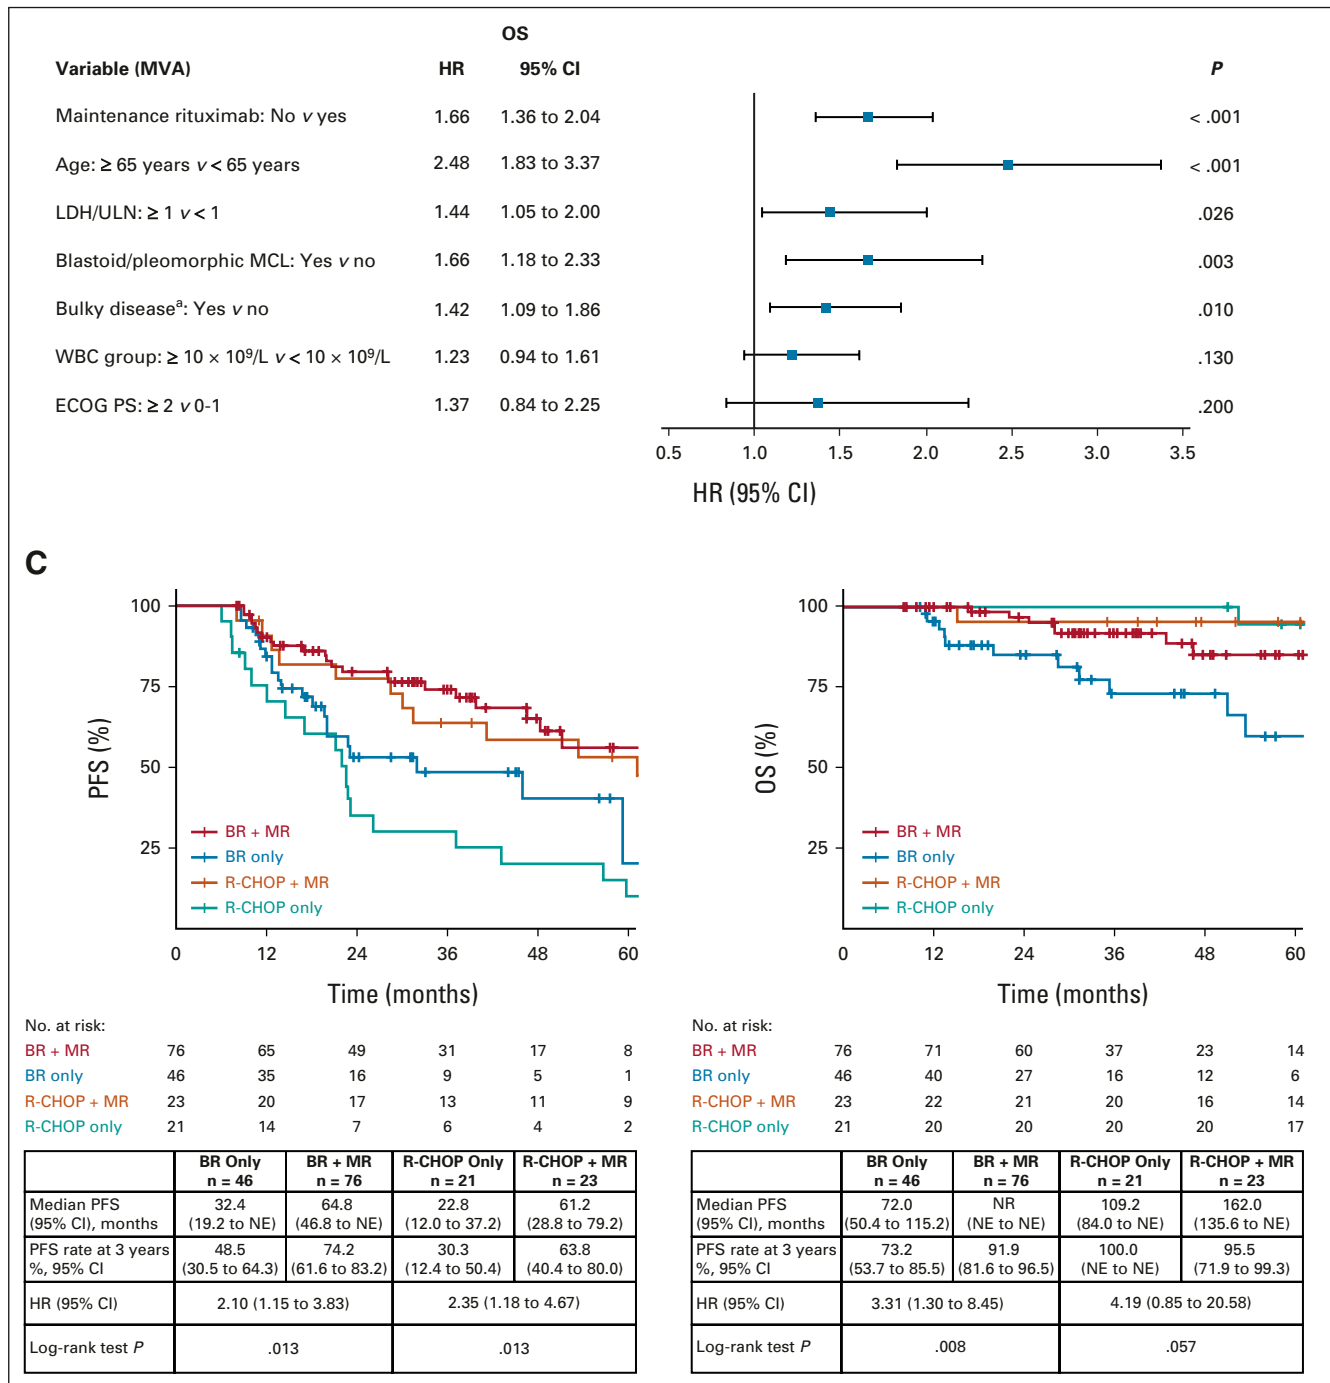 OS
Variable (MVA) HR 95% CI P
Maintenance rituximab: No v yes 1.66 1.36 to 2.04 < .001
Age: ≥ 65 years v < 65 years 2.48 1.83 to 3.37 < .001
LDH/ULN: ≥ 1 v < 1 1.44 1.05 to 2.00 .026
Blastoid/pleomorphic MCL: Yes v no 1.66 1.18 to 2.33 .003
Bulky diseaseᵃ: Yes v no 1.42 1.09 to 1.86 .010
WBC group: ≥ 10 × 10⁹/L v < 10 × 10⁹/L 1.23 0.94 to 1.61 .130
ECOG PS: ≥ 2 v 0-1 1.37 0.84 to 2.25 .200
0.5 1.0 1.5 2.0 2.5 3.0 3.5
HR (95% CI)
C
100
75
50
25
PFS (%)
BR + MR
BR only
R-CHOP + MR
R-CHOP only
0 12 24 36 48 60
Time (months)
No. at risk:
BR + MR 76 65 49 31 17 8
BR only 46 35 16 9 5 1
R-CHOP + MR 23 20 17 13 11 9
R-CHOP only 21 14 7 6 4 2
BR Only BR + MR R-CHOP Only R-CHOP + MR
n = 46 n = 76 n = 21 n = 23
Median PFS 32.4 64.8 22.8 61.2
(95% CI), months (19.2 to NE) (46.8 to NE) (12.0 to 37.2) (28.8 to 79.2)
PFS rate at 3 years 48.5 74.2 30.3 63.8
%, 95% CI (30.5 to 64.3) (61.6 to 83.2) (12.4 to 50.4) (40.4 to 80.0)
HR (95% CI) 2.10 (1.15 to 3.83) 2.35 (1.18 to 4.67)
Log-rank test P .013 .013
100
75
50
25
OS (%)
BR + MR
BR only
R-CHOP + MR
R-CHOP only
0 12 24 36 48 60
Time (months)
No. at risk:
BR + MR 76 71 60 37 23 14
BR only 46 40 27 16 12 6
R-CHOP + MR 23 22 21 20 16 14
R-CHOP only 21 20 20 20 20 17
BR Only BR + MR R-CHOP Only R-CHOP + MR
n = 46 n = 76 n = 21 n = 23
Median PFS 72.0 NR 109.2 162.0
(95% CI), months (50.4 to 115.2) (NE to NE) (84.0 to NE) (135.6 to NE)
PFS rate at 3 years 73.2 91.9 100.0 95.5
%, 95% CI (53.7 to 85.5) (81.6 to 96.5) (NE to NE) (71.9 to 99.3)
HR (95% CI) 3.31 (1.30 to 8.45) 4.19 (0.85 to 20.58)
Log-rank test P .008 .057